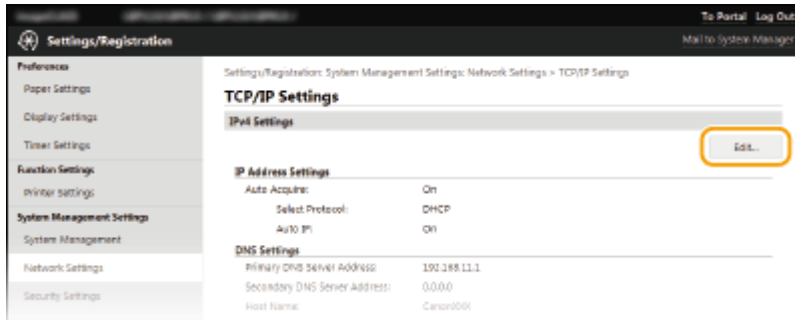 To Portal Log Out
Settings/Registration
Mail to System Manager
Preferences
Paper Settings
Display Settings
Timer Settings
Function Settings
Printer Settings
System Management Settings
System Management
Network Settings
Security Settings
Settings/Registration: System Management Settings: Network Settings > TCP/IP Settings
TCP/IP Settings
IPv4 Settings
Edit...
IP Address Settings
Auto Acquire: On
Select Protocol: DHCP
Auto IP: On
DNS Settings
Primary DNS Server Address: 192.168.11.1
Secondary DNS Server Address: 0.0.0.0
Host Name: CanonXXX